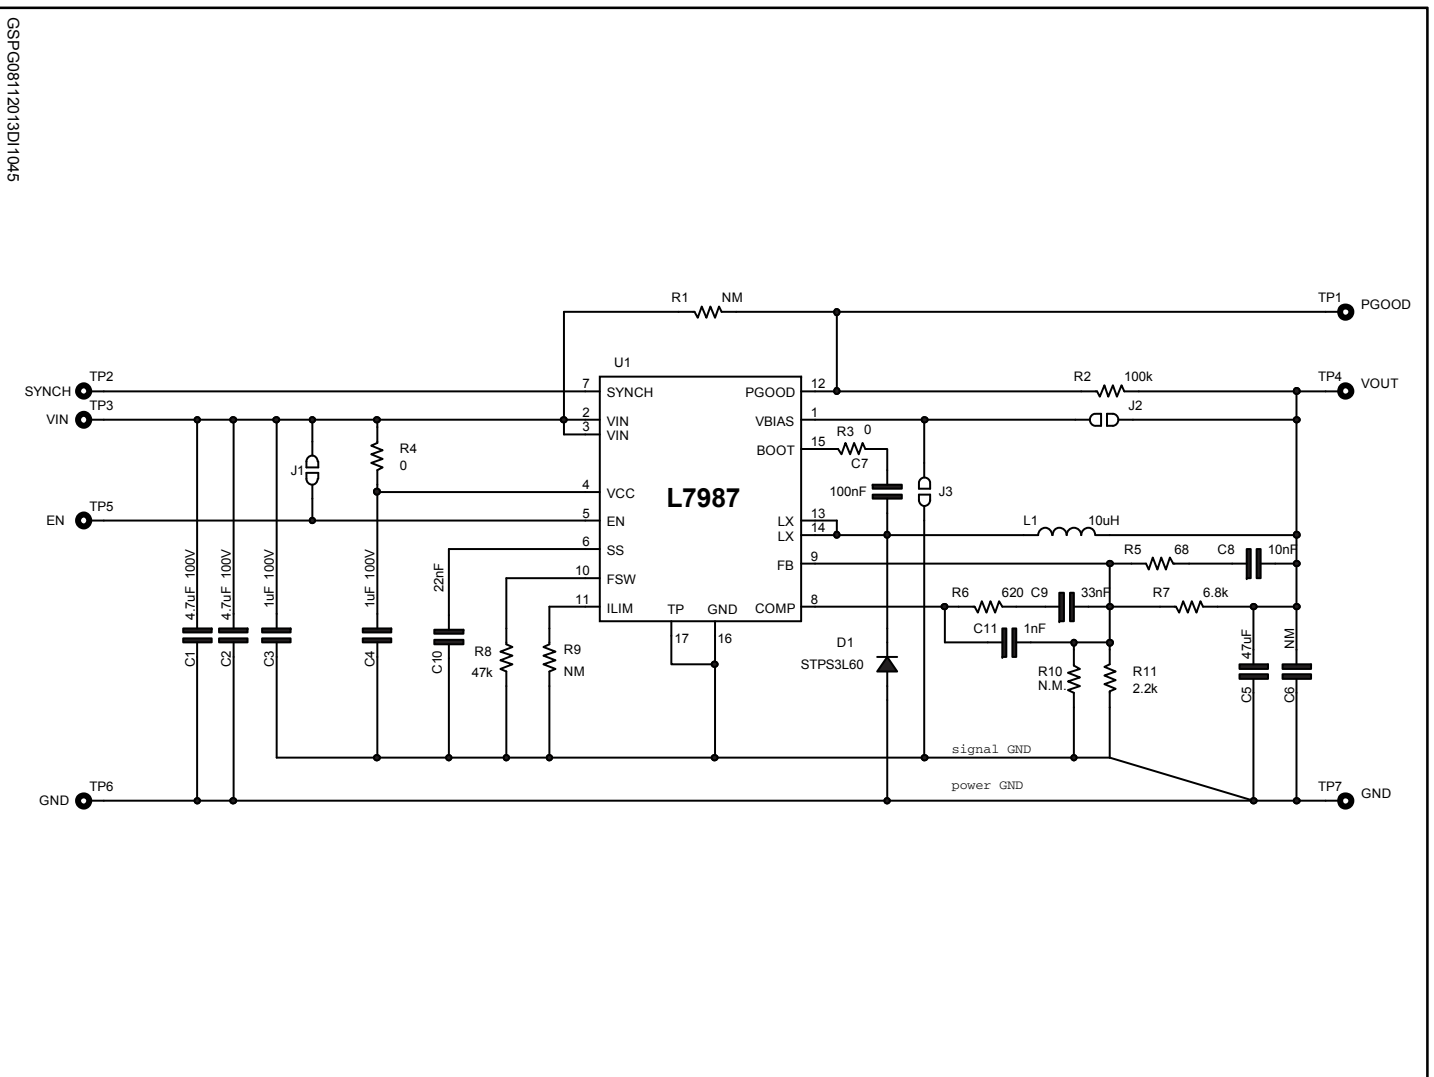 GSPG08112013DI1045
R1 NM
TP1 PGOOD
U1
R2 100k
TP4 VOUT
SYNCH TP2
7 SYNCH
PGOOD 12
VIN TP3
2 VIN
3 VIN
VBIAS 1
J2
R4
0
BOOT 15
R3 0
C7
100nF
J1
J3
4 VCC
L7987
EN TP5
5 EN
LX 13
LX 14
L1 10uH
6 SS
FB 9
R5 68 C8 10nF
10 FSW
11 ILIM
TP GND
COMP 8
R6 620 C9 33nF
R7 6.8k
17 16
C11 1nF
4.7uF 100V
C1
4.7uF 100V
C2
1uF 100V
C3
1uF 100V
C4
22nF
C10
R8
47k
R9
NM
D1
STPS3L60
R10
N.M.
R11
2.2k
47uF
C5
NM
C6
signal GND
power GND
GND TP6
TP7 GND